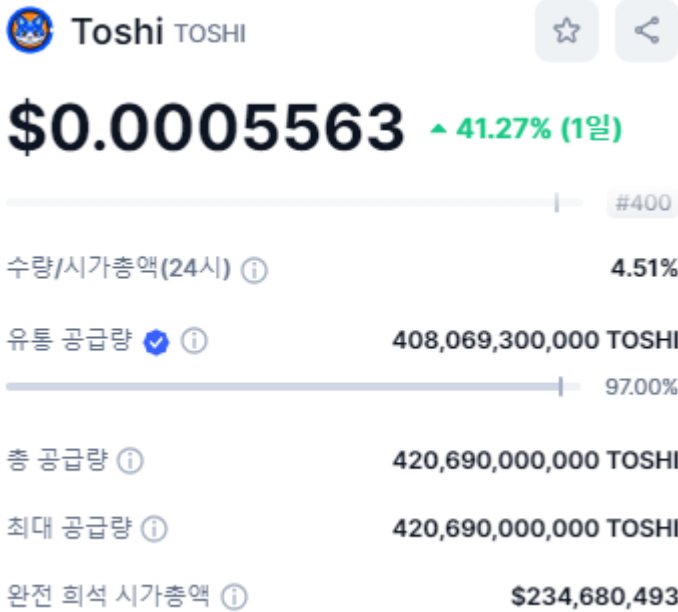 Toshi TOSHI
$0.0005563 41.27% (1일)
#400
수량/시가총액(24시) 4.51%
유통 공급량 408,069,300,000 TOSHI
97.00%
총 공급량 420,690,000,000 TOSHI
최대 공급량 420,690,000,000 TOSHI
완전 희석 시가총액 $234,680,493